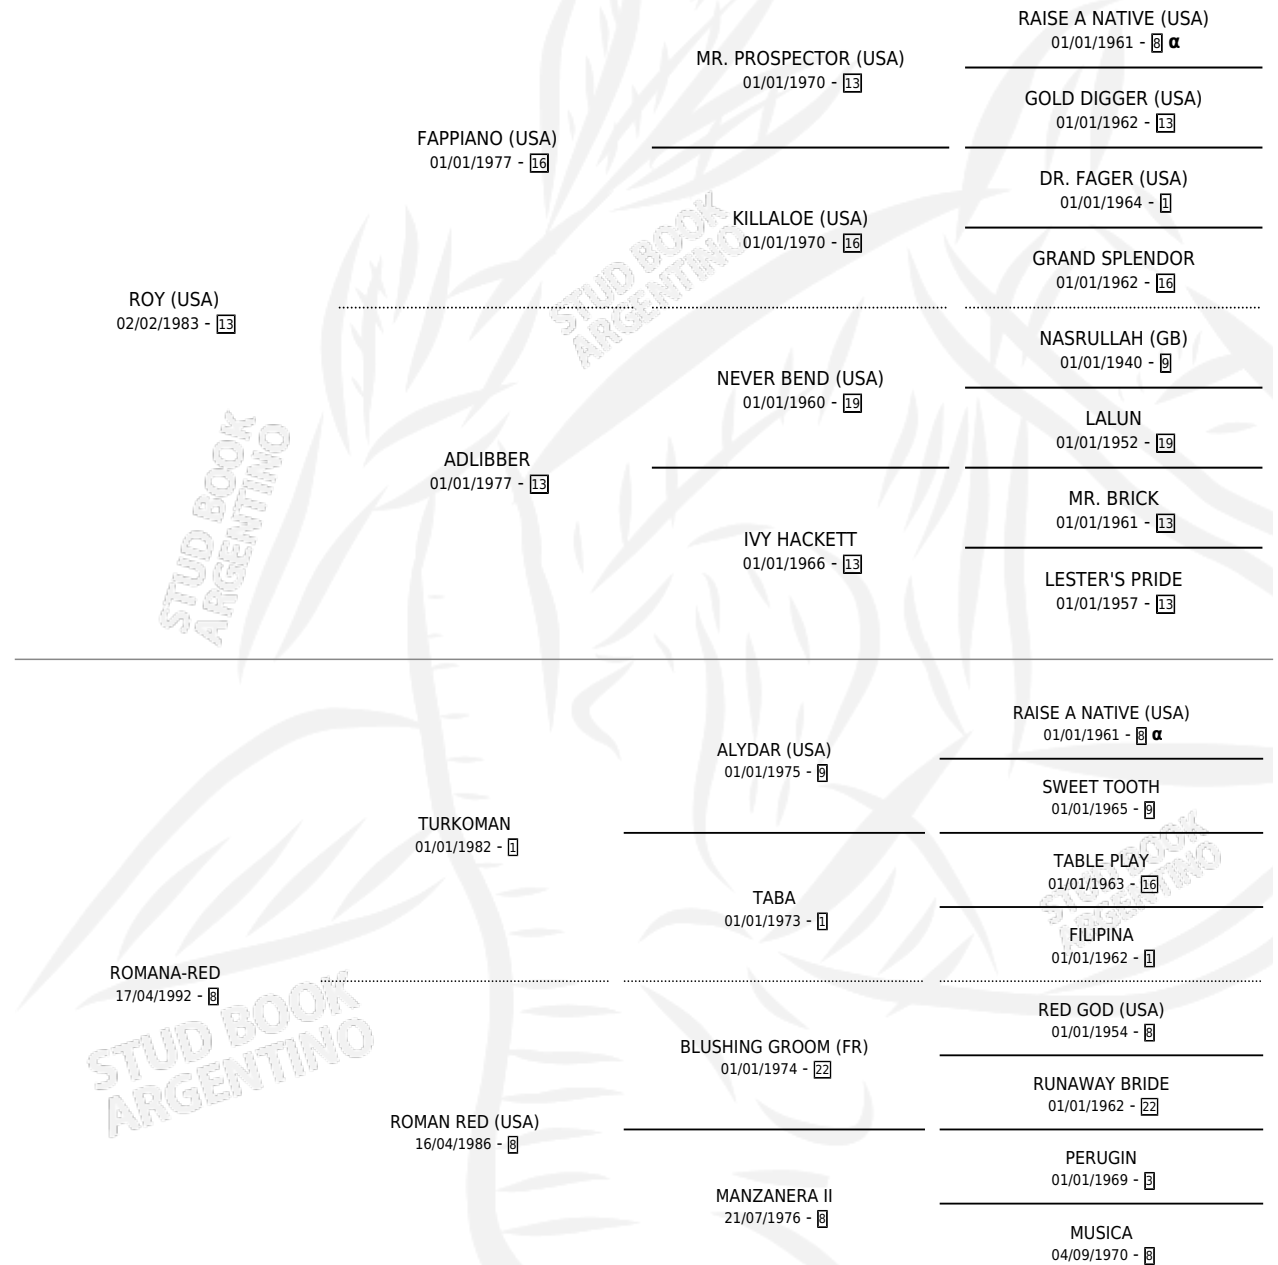 RAISE A NATIVE (USA)
01/01/1961 - 8 α
MR. PROSPECTOR (USA)
01/01/1970 - 13
GOLD DIGGER (USA)
01/01/1962 - 13
FAPPIANO (USA)
01/01/1977 - 16
DR. FAGER (USA)
01/01/1964 - 1
KILLALOE (USA)
01/01/1970 - 16
GRAND SPLENDOR
01/01/1962 - 16
ROY (USA)
02/02/1983 - 13
NASRULLAH (GB)
01/01/1940 - 9
NEVER BEND (USA)
01/01/1960 - 19
LALUN
01/01/1952 - 19
ADLIBBER
01/01/1977 - 13
MR. BRICK
01/01/1961 - 13
IVY HACKETT
01/01/1966 - 13
LESTER'S PRIDE
01/01/1957 - 13
STUD BOOK
ARGENTINO
STUD BOOK
ARGENTINO
RAISE A NATIVE (USA)
01/01/1961 - 8 α
ALYDAR (USA)
01/01/1975 - 9
SWEET TOOTH
01/01/1965 - 9
TURKOMAN
01/01/1982 - 1
TABLE PLAY
01/01/1963 - 16
TABA
01/01/1973 - 1
FILIPINA
01/01/1962 - 1
ROMANA-RED
17/04/1992 - 8
RED GOD (USA)
01/01/1954 - 8
BLUSHING GROOM (FR)
01/01/1974 - 22
RUNAWAY BRIDE
01/01/1962 - 22
ROMAN RED (USA)
16/04/1986 - 8
PERUGIN
01/01/1969 - 3
MANZANERA II
21/07/1976 - 8
MUSICA
04/09/1970 - 8
STUD BOOK
ARGENTINO
STUD BOOK
ARGENTINO